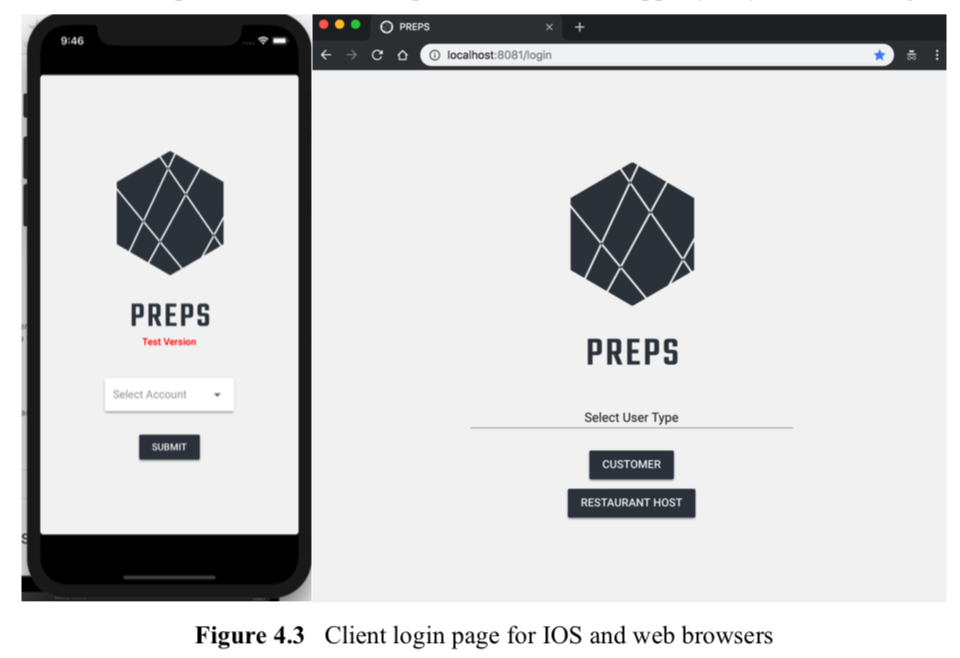 9:46
PREPS
Test Version
Select Account
SUBMIT
PREPS
localhost:8081/login
PREPS
Select User Type
CUSTOMER
RESTAURANT HOST
Figure 4.3 Client login page for IOS and web browsers